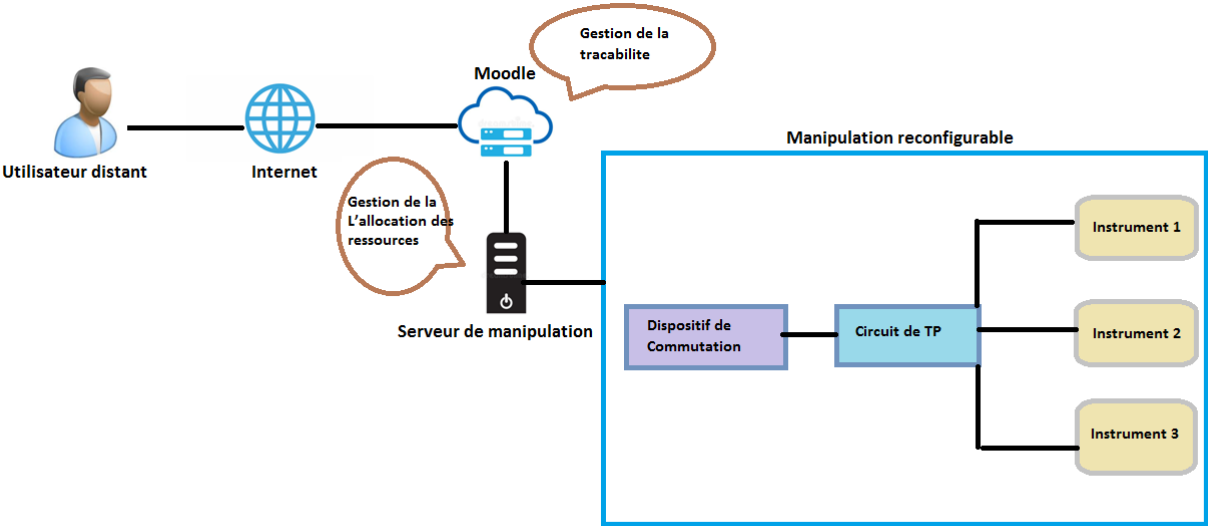 Gestion de la
tracabilite
Moodle
Manipulation reconfigurable
Utilisateur distant
Internet
Gestion de la
L'allocation des
ressources
Serveur de manipulation
Dispositif de
Commutation
Circuit de TP
Instrument 1
Instrument 2
Instrument 3